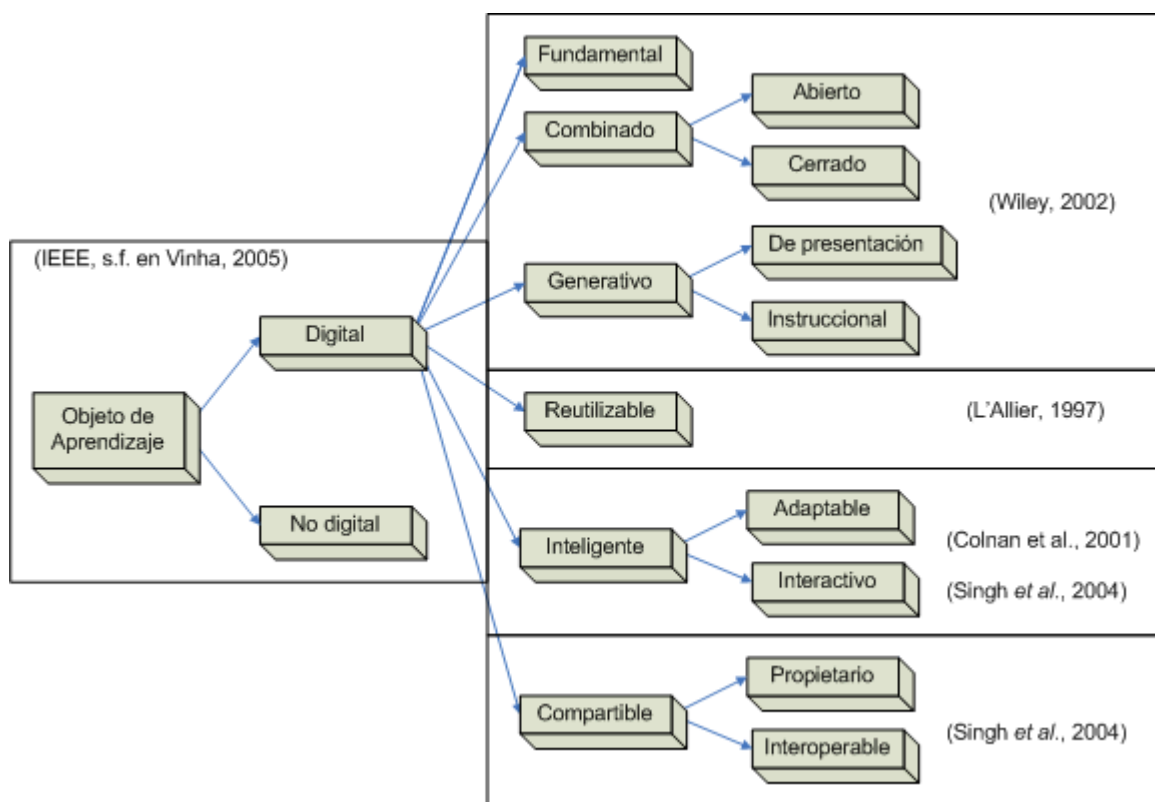 Fundamental
Combinado
Abierto
Cerrado
(Wiley, 2002)
Generativo
De presentación
Instruccional
(IEEE, s.f. en Vinha, 2005)
Digital
Objeto de
Aprendizaje
No digital
Reutilizable
(L'Allier, 1997)
Inteligente
Adaptable
(Colnan et al., 2001)
Interactivo
(Singh et al., 2004)
Compartible
Propietario
Interoperable
(Singh et al., 2004)